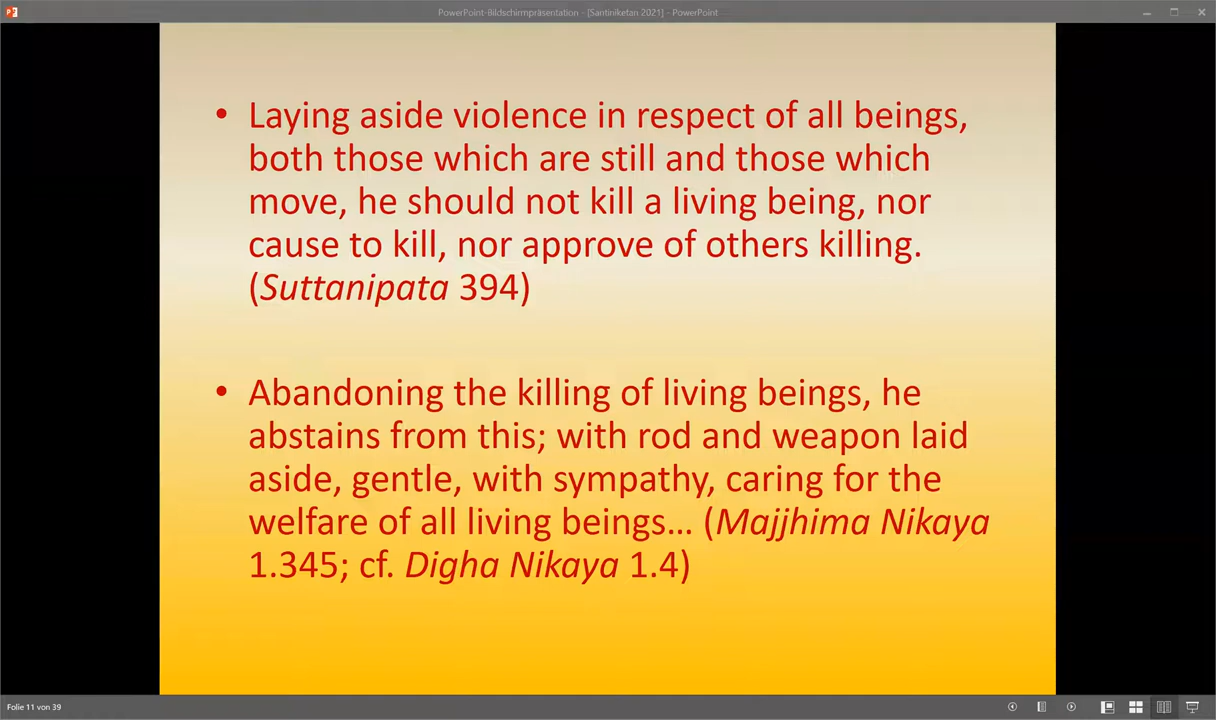 PowerPoint-Bildschirmpräsentation - [Santiniketan 2021] - PowerPoint
• Laying aside violence in respect of all beings,
both those which are still and those which
move, he should not kill a living being, nor
cause to kill, nor approve of others killing.
(Suttanipata 394)
• Abandoning the killing of living beings, he
abstains from this; with rod and weapon laid
aside, gentle, with sympathy, caring for the
welfare of all living beings… (Majjhima Nikaya
1.345; cf. Digha Nikaya 1.4)
Folie 11 von 39